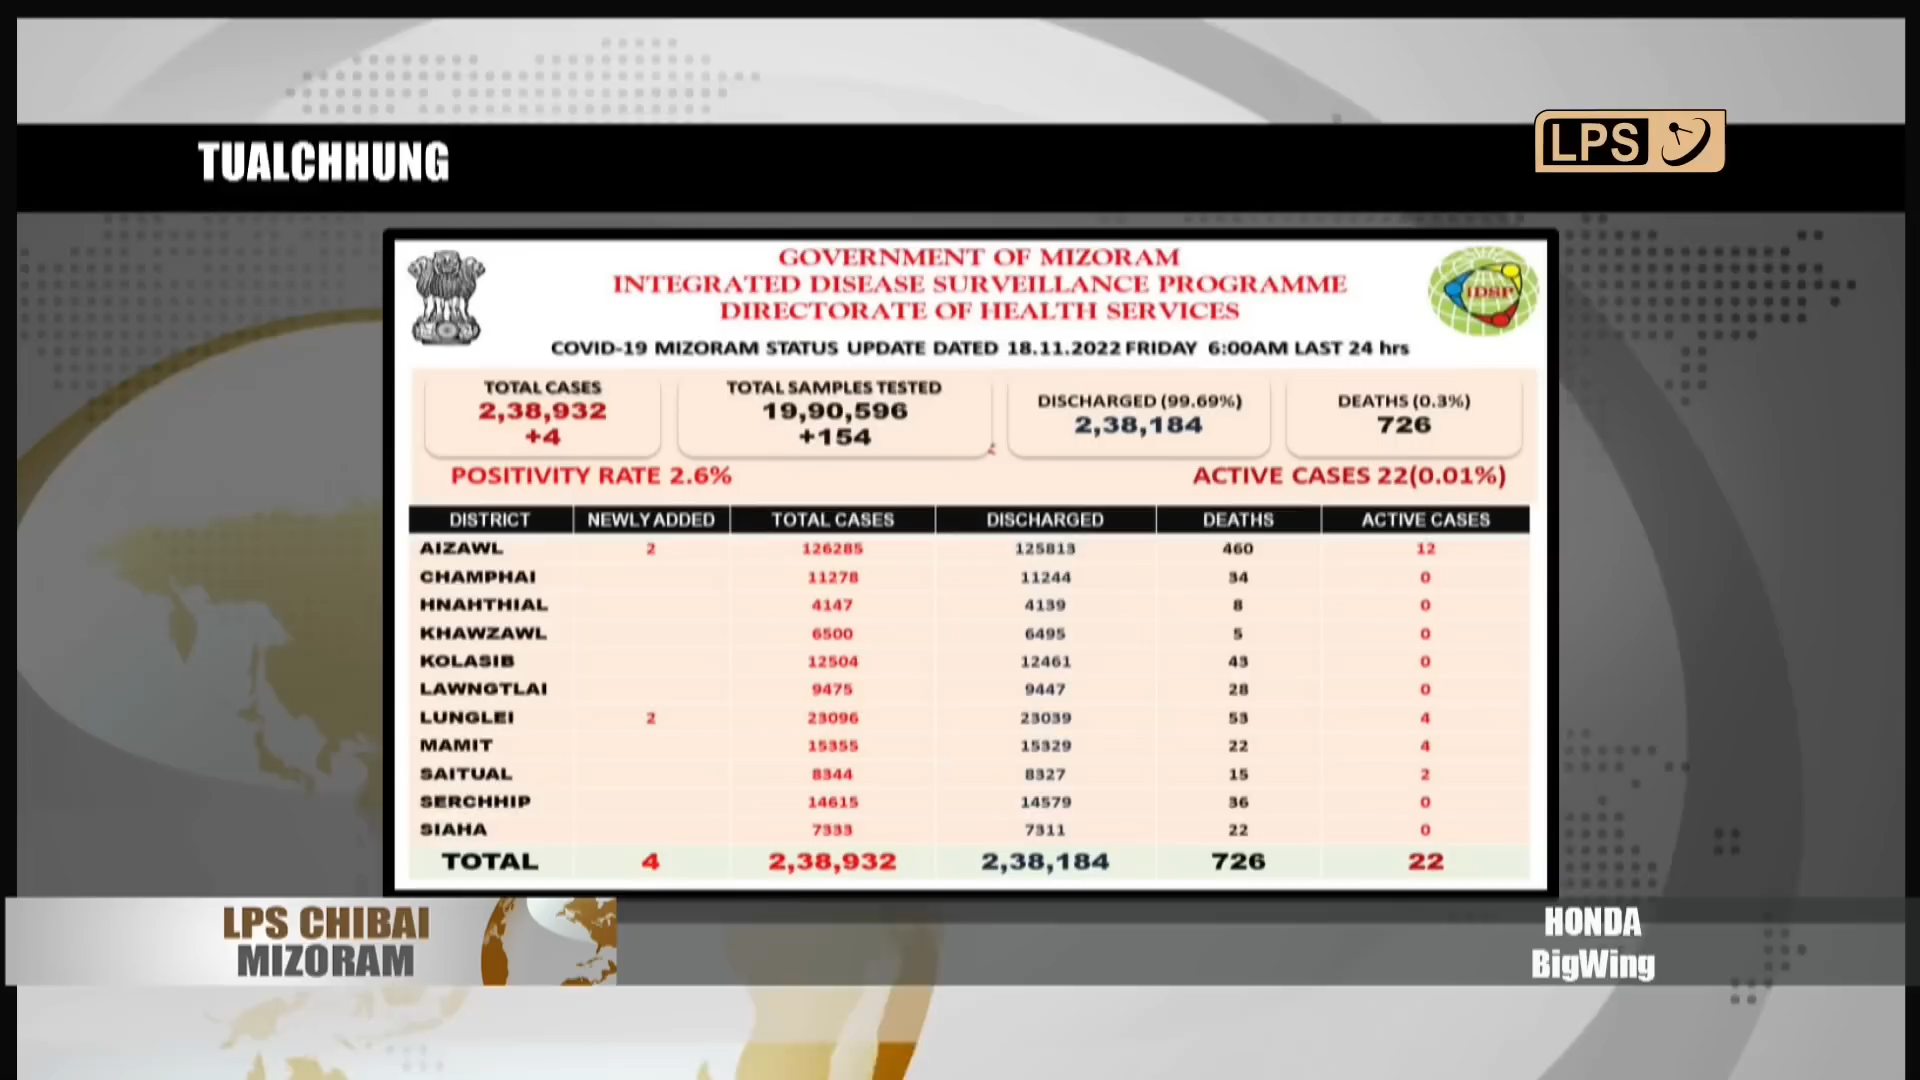 TUALCHHUNG
LPS
GOVERNMENT OF MIZORAM
INTEGRATED DISEASE SURVEILLANCE PROGRAMME
DIRECTORATE OF HEALTH SERVICES
IDSP
COVID-19 MIZORAM STATUS UPDATE DATED 18.11.2022 FRIDAY 6:00AM LAST 24 hrs
TOTAL CASES
2,38,932
+4
TOTAL SAMPLES TESTED
19,90,596
+154
DISCHARGED (99.69%)
2,38,184
DEATHS (0.3%)
726
POSITIVITY RATE 2.6%
ACTIVE CASES 22(0.01%)
DISTRICT NEWLY ADDED TOTAL CASES DISCHARGED DEATHS ACTIVE CASES
AIZAWL 2 126285 125813 460 12
CHAMPHAI 11278 11244 34 0
HNAHTHIAL 4147 4139 8 0
KHAWZAWL 6500 6495 5 0
KOLASIB 12504 12461 43 0
LAWNGTLAI 9475 9447 28 0
LUNGLEI 2 23096 23039 53 4
MAMIT 15355 15329 22 4
SAITUAL 8344 8327 15 2
SERCHHIP 14615 14579 36 0
SIAHA 7333 7311 22 0
TOTAL 4 2,38,932 2,38,184 726 22
LPS CHIBAI
MIZORAM
HONDA
BigWing